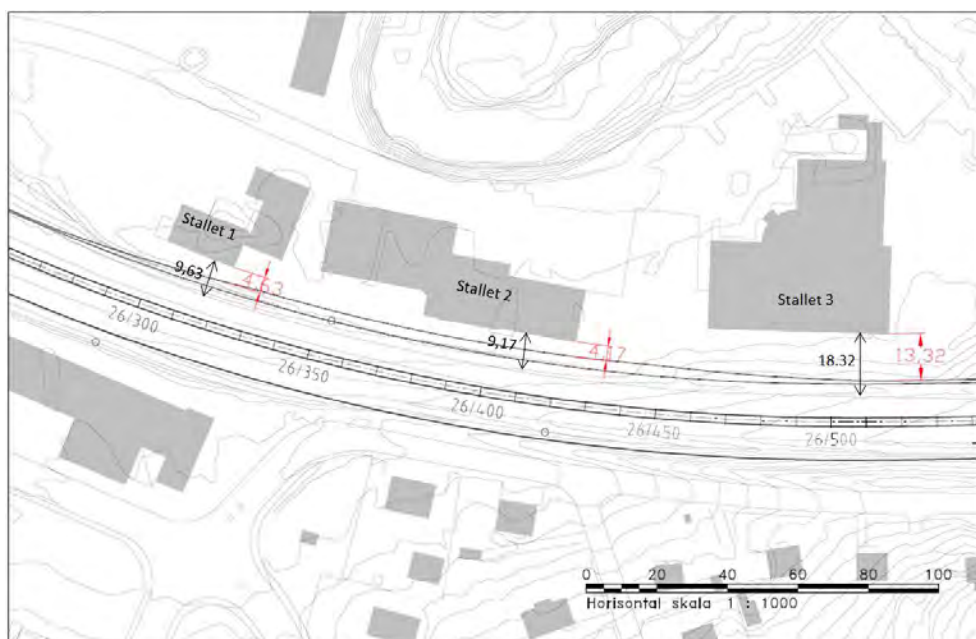 Stallet 1
9,63
4,63
Stallet 2
9,17
4,17
Stallet 3
18.32
13,32
26/300
26/350
26/400
26/450
26/500
0 20 40 60 80 100
Horisontal skala 1 : 1000